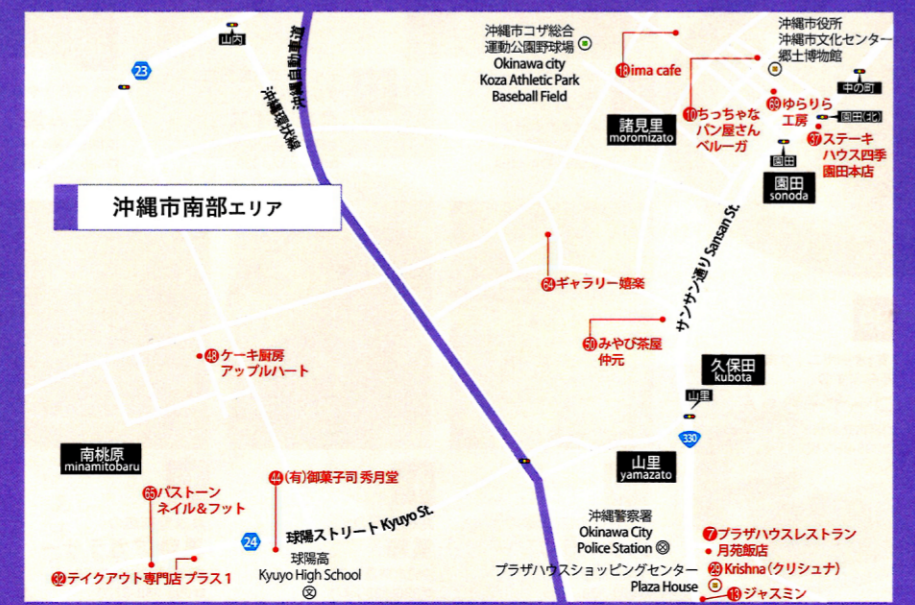 山内
23
沖縄自動車道
沖縄環状線
沖縄市コザ総合
運動公園野球場
Okinawa city
Koza Athletic Park
Baseball Field
18 ima cafe
沖縄市役所
沖縄市文化センター
郷土博物館
中の町
諸見里
moromizato
10 ちっちゃな
パン屋さん
ベルーガ
69 ゆらりら
工房
園田(北)
37 ステーキ
ハウス四季
園田本店
園田
園田
sonoda
沖縄市南部エリア
サンサン通り Sansan St.
64 ギャラリー嬉楽
50 みやび茶屋
仲元
48 ケーキ厨房
アップルハート
久保田
kubota
山里
330
南桃原
minamitobaru
山里
yamazato
65 パストーン
ネイル&フット
44 (有)御菓子司 秀月堂
24
球陽ストリート Kyuyo St.
球陽高
Kyuyo High School
文
32 テイクアウト専門店 プラス1
沖縄警察署
Okinawa City
Police Station
7 プラザハウスレストラン
月苑飯店
プラザハウスショッピングセンター
Plaza House
29 Krishna(クリシュナ)
13 ジャスミン